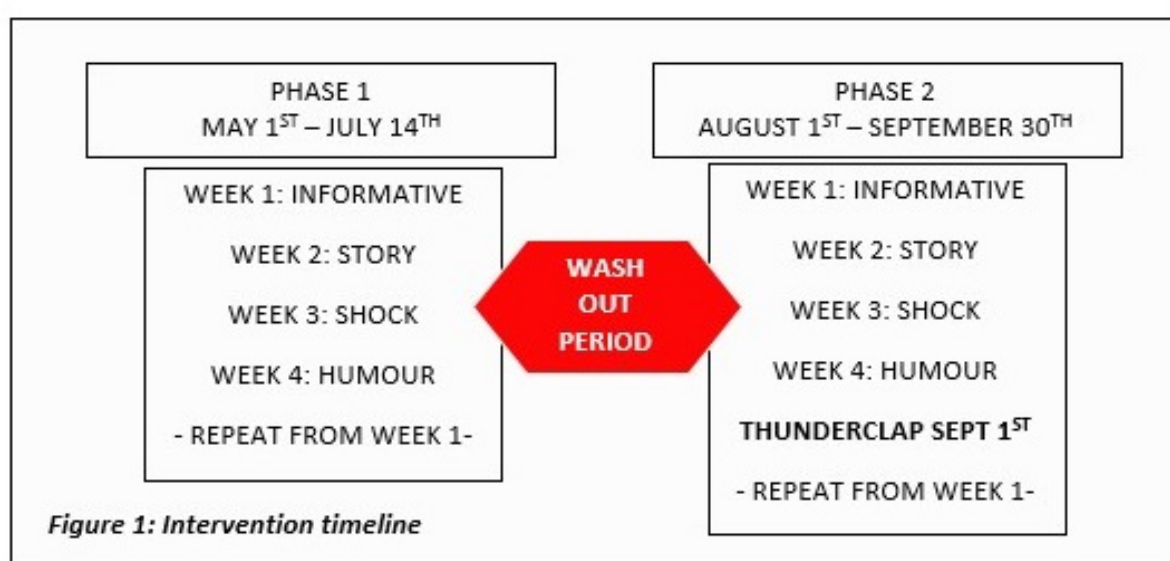 PHASE 1
MAY 1ST – JULY 14TH
WEEK 1: INFORMATIVE
WEEK 2: STORY
WEEK 3: SHOCK
WEEK 4: HUMOUR
- REPEAT FROM WEEK 1-
WASH
OUT
PERIOD
PHASE 2
AUGUST 1ST – SEPTEMBER 30TH
WEEK 1: INFORMATIVE
WEEK 2: STORY
WEEK 3: SHOCK
WEEK 4: HUMOUR
THUNDERCLAP SEPT 1ST
- REPEAT FROM WEEK 1-
Figure 1: Intervention timeline